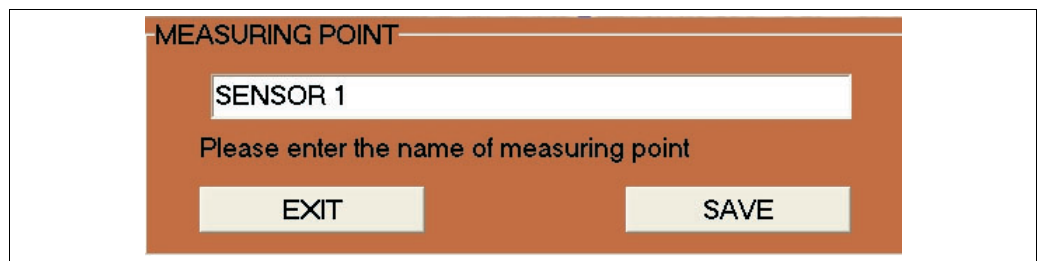 MEASURING POINT
SENSOR 1
Please enter the name of measuring point
EXIT
SAVE